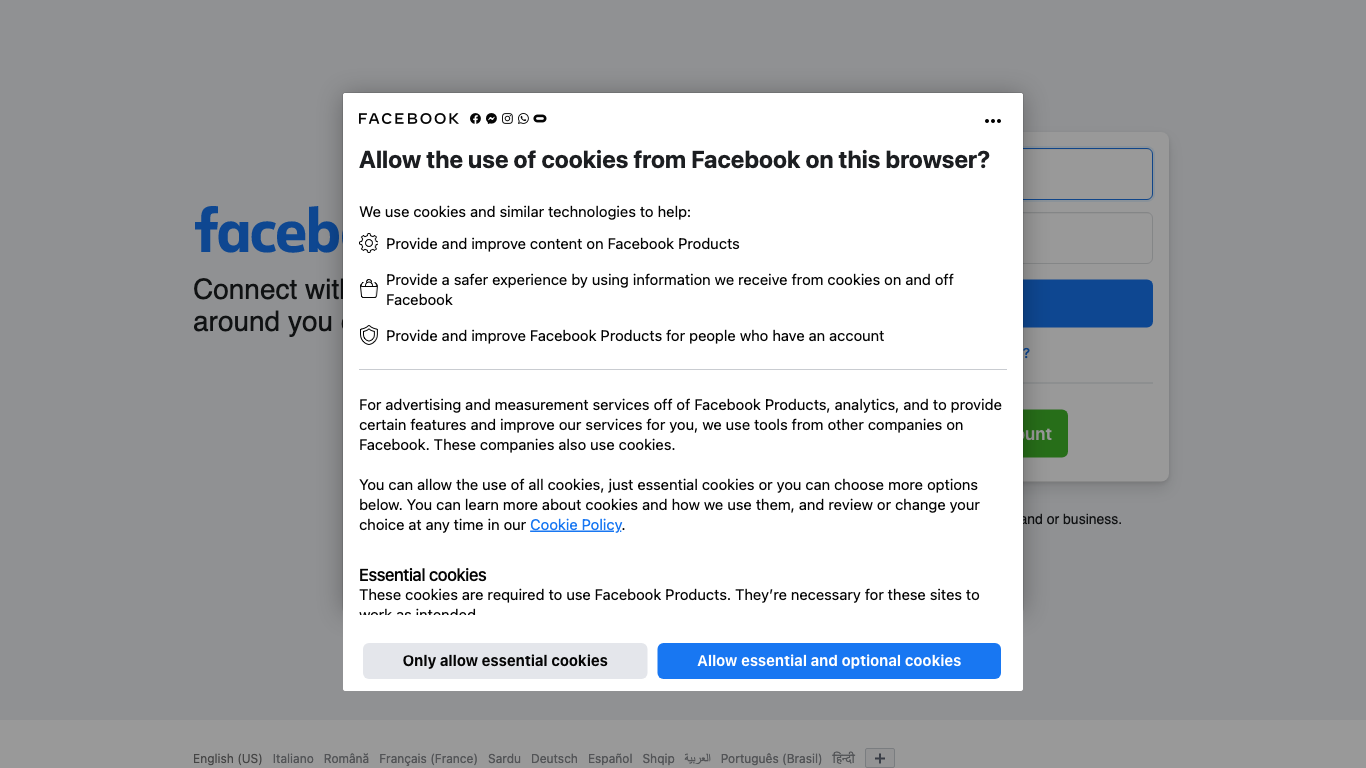 FACEBOOK
Allow the use of cookies from Facebook on this browser?
We use cookies and similar technologies to help:
Provide and improve content on Facebook Products
Provide a safer experience by using information we receive from cookies on and off
Facebook
Provide and improve Facebook Products for people who have an account
For advertising and measurement services off of Facebook Products, analytics, and to provide
certain features and improve our services for you, we use tools from other companies on
Facebook. These companies also use cookies.
You can allow the use of all cookies, just essential cookies or you can choose more options
below. You can learn more about cookies and how we use them, and review or change your
choice at any time in our Cookie Policy.
Essential cookies
These cookies are required to use Facebook Products. They’re necessary for these sites to
work as intended
Only allow essential cookies
Allow essential and optional cookies
faceb
Connect with
around you
?
ount
and or business.
English (US) Italiano Română Français (France) Sardu Deutsch Español Shqip العربية Português (Brasil) हिन्दी +